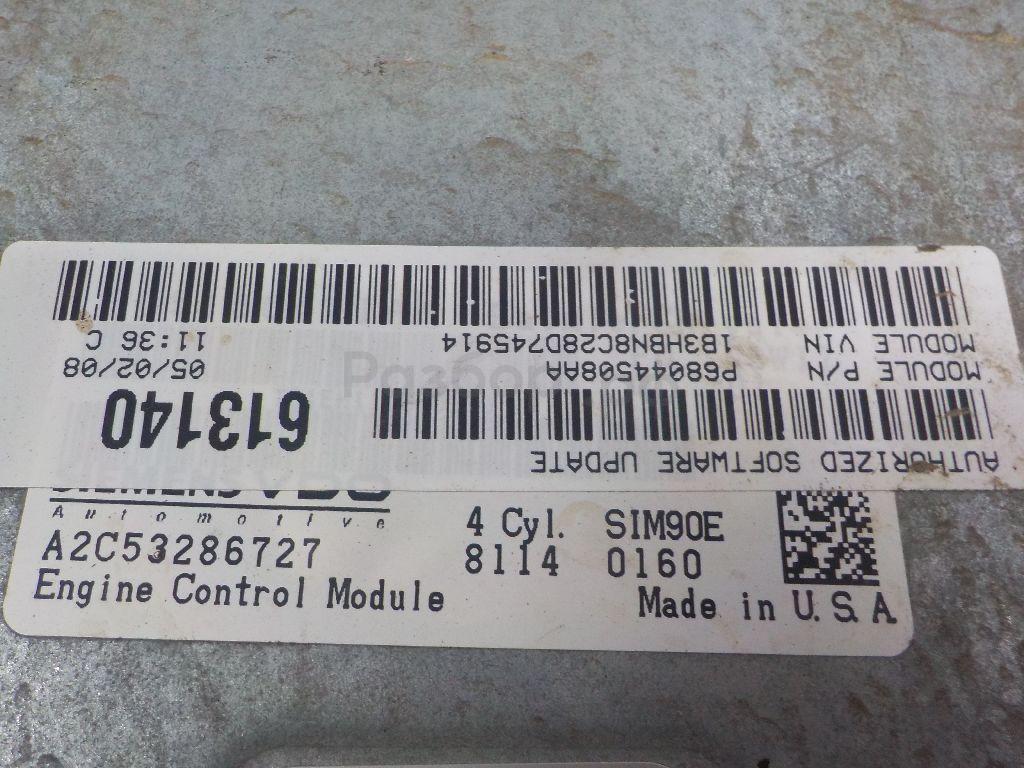 AUTHORIZED SOFTWARE UPDATE
613140
MODULE P/N P68044508AA 05/02/08
MODULE VIN 1B3HBN8C28D745914 11:36 C
Automotive
4 Cyl. SIM90E
A2C53286727 8114 0160
Engine Control Module Made in U.S.A.